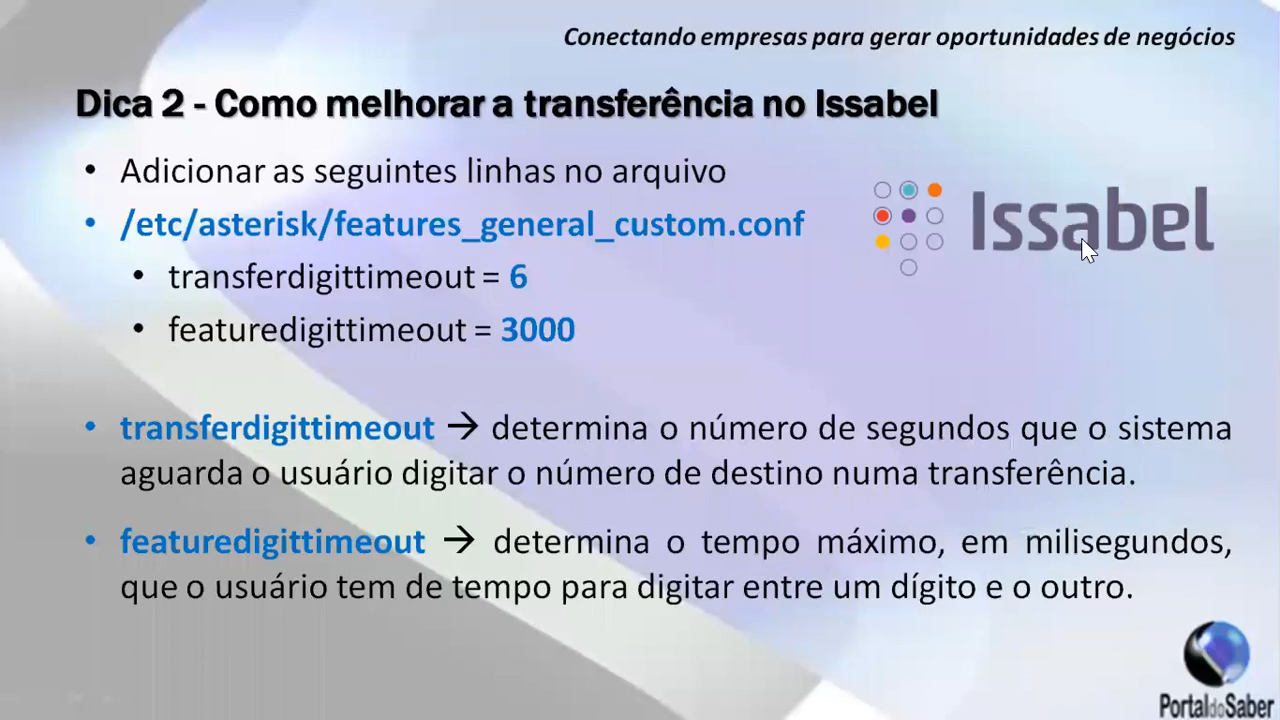 Conectando empresas para gerar oportunidades de negócios
Dica 2 - Como melhorar a transferência no Issabel
• Adicionar as seguintes linhas no arquivo
• /etc/asterisk/features_general_custom.conf
• transferdigittimeout = 6
• featuredigittimeout = 3000
Issabel
• transferdigittimeout → determina o número de segundos que o sistema
aguarda o usuário digitar o número de destino numa transferência.
• featuredigittimeout → determina o tempo máximo, em milisegundos,
que o usuário tem de tempo para digitar entre um dígito e o outro.
PortaldoSaber